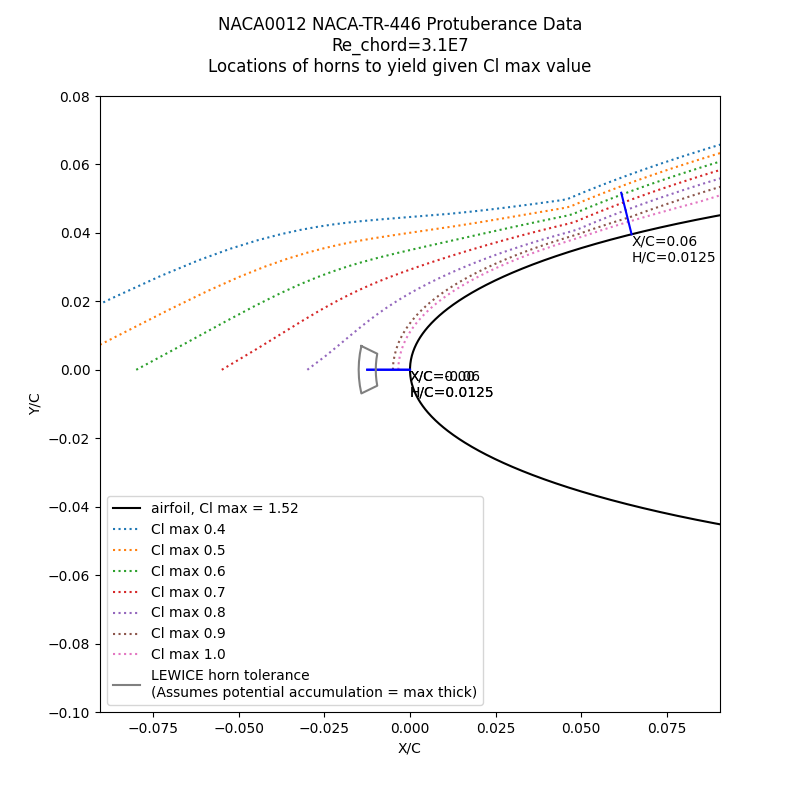 NACA0012 NACA-TR-446 Protuberance Data
Re_chord=3.1E7
Locations of horns to yield given Cl max value
0.08
0.06
0.04
0.02
0.00
−0.02
−0.04
−0.06
−0.08
−0.10
Y/C
X/C=0.06
H/C=0.0125
H/C=0.0125
airfoil, Cl max = 1.52
Cl max 0.4
Cl max 0.5
Cl max 0.6
Cl max 0.7
Cl max 0.8
Cl max 0.9
Cl max 1.0
LEWICE horn tolerance
(Assumes potential accumulation = max thick)
−0.075
−0.050
−0.025
0.000
0.025
0.050
0.075
X/C